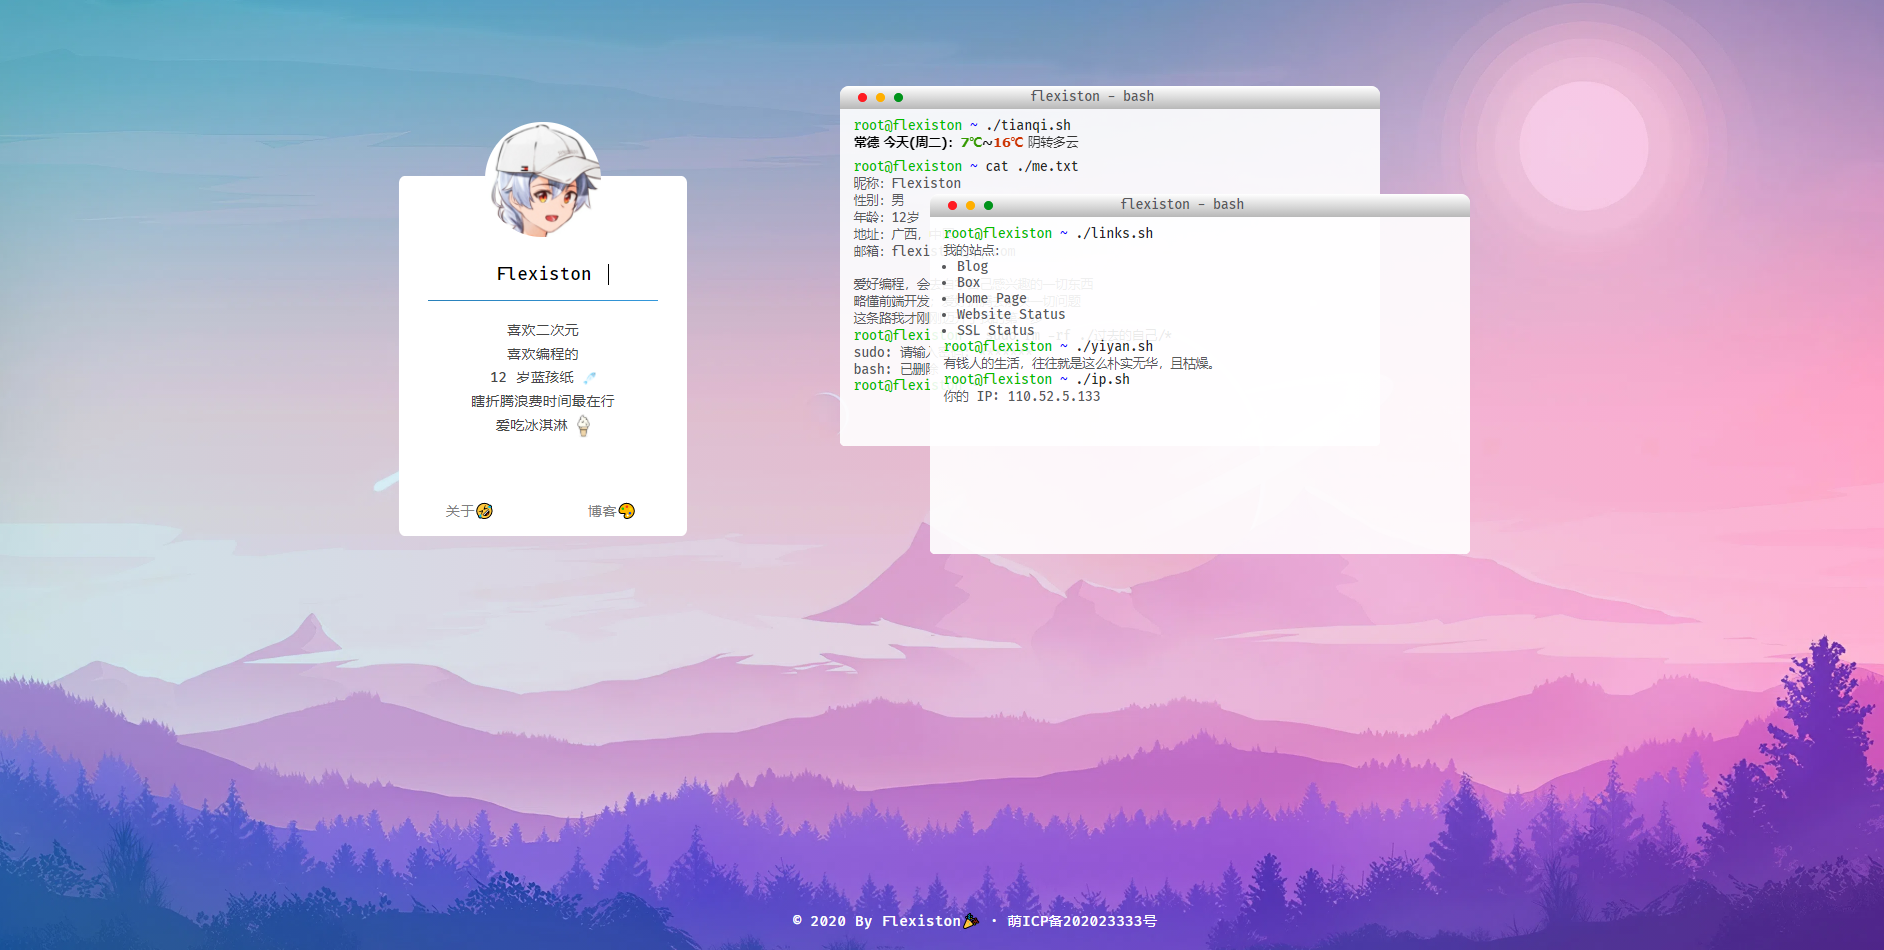 Flexiston
喜欢二次元
喜欢编程的
12 岁蓝孩纸
瞎折腾浪费时间最在行
爱吃冰淇淋
关于
博客
flexiston - bash
root@flexiston ~ ./tianqi.sh
常德 今天(周二): 7℃~16℃ 阴转多云
root@flexiston ~ cat ./me.txt
昵称: Flexiston
性别: 男
年龄: 12岁
地址: 广西,
邮箱: flexis
爱好编程, 会
略懂前端开发
这条路我才刚
root@flexis
sudo: 请输入
bash: 已删除
root@flexis
flexiston - bash
root@flexiston ~ ./links.sh
我的站点:
• Blog
• Box
• Home Page
• Website Status
• SSL Status
root@flexiston ~ ./yiyan.sh
有钱人的生活，往往就是这么朴实无华，且枯燥。
root@flexiston ~ ./ip.sh
你的 IP: 110.52.5.133
© 2020 By Flexiston · 萌ICP备202023333号